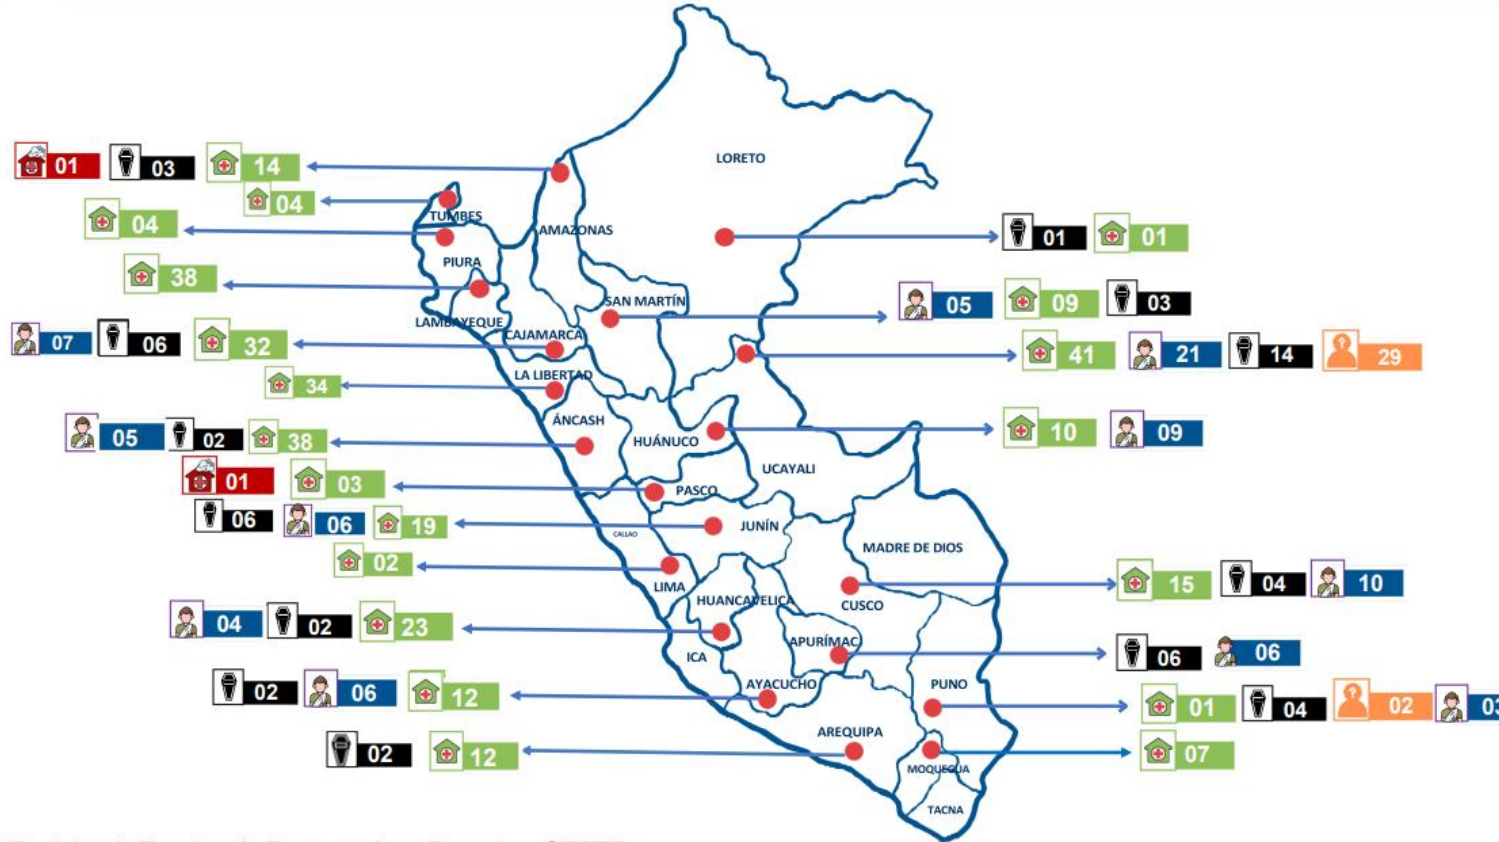 LORETO
01 03 14
04
TUMBES
04
AMAZONAS
01 01
PIURA
38
SAN MARTÍN
05 09 03
LAMBAYEQUE
CAJAMARCA
07 06 32
41 21 14 29
LA LIBERTAD
34
ÁNCASH
05 02 38
HUÁNUCO
10 09
UCAYALI
01 03
PASCO
06 06 19
JUNÍN
CALLAO
MADRE DE DIOS
02
LIMA
15 04 10
HUANCAVELICA
CUSCO
04 02 23
APURÍMAC
06 06
ICA
02 06 12
AYACUCHO
PUNO
01 04 02 03
AREQUIPA
02 12
07
MOQUEGUA
TACNA